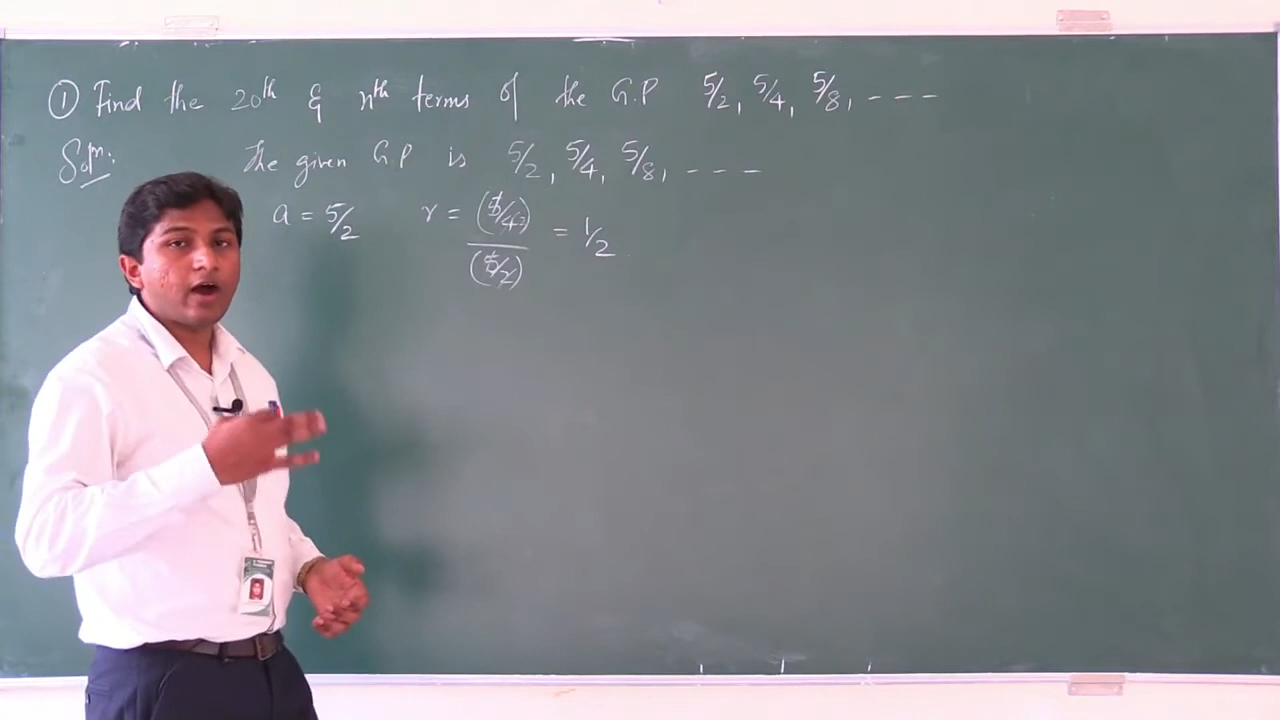 ① Find the 20th & nth terms of the G.P 5/2, 5/4, 5/8, - - -
Soln: The given G.P is 5/2, 5/4, 5/8, - - -
a = 5/2 r = (5/4) / (5/2) = 1/2